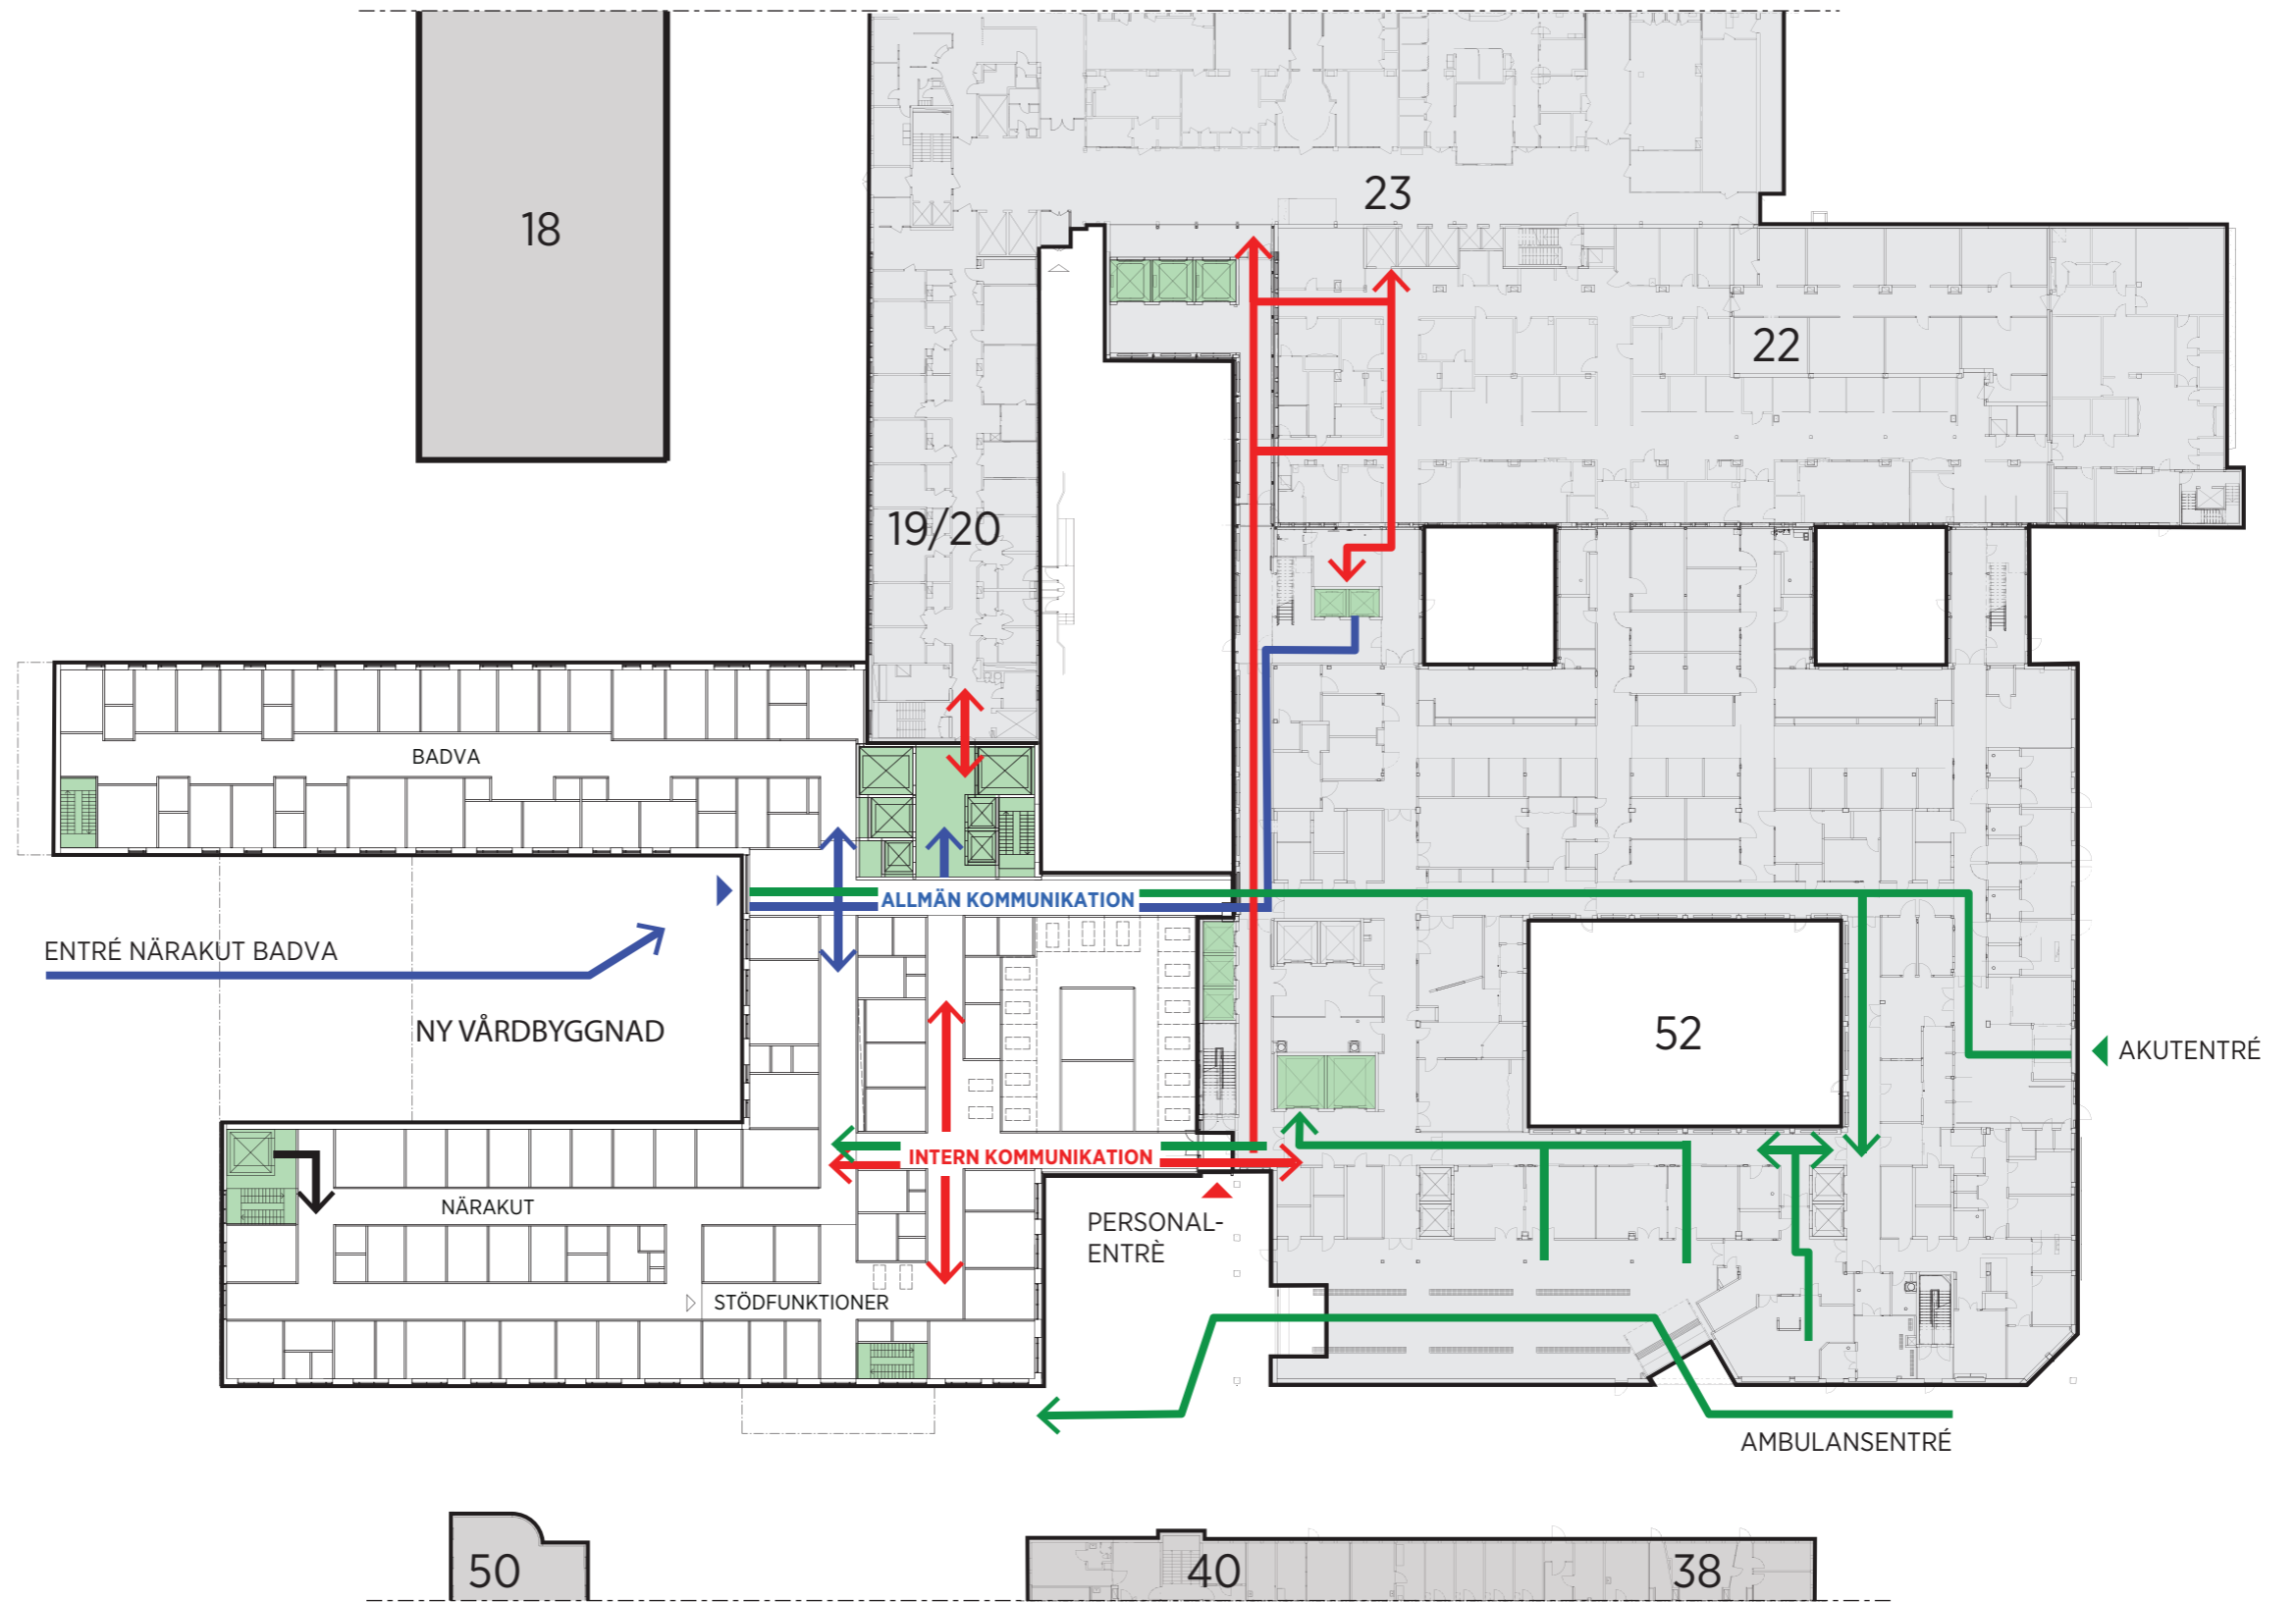 18
23
22
19/20
BADVA
ALLMÄN KOMMUNIKATION
ENTRÉ NÄRAKUT BADVA
NY VÅRDBYGGNAD
52
AKUTENTRÉ
INTERN KOMMUNIKATION
NÄRAKUT
PERSONAL-
ENTRÈ
STÖDFUNKTIONER
AMBULANSENTRÉ
50
40
38